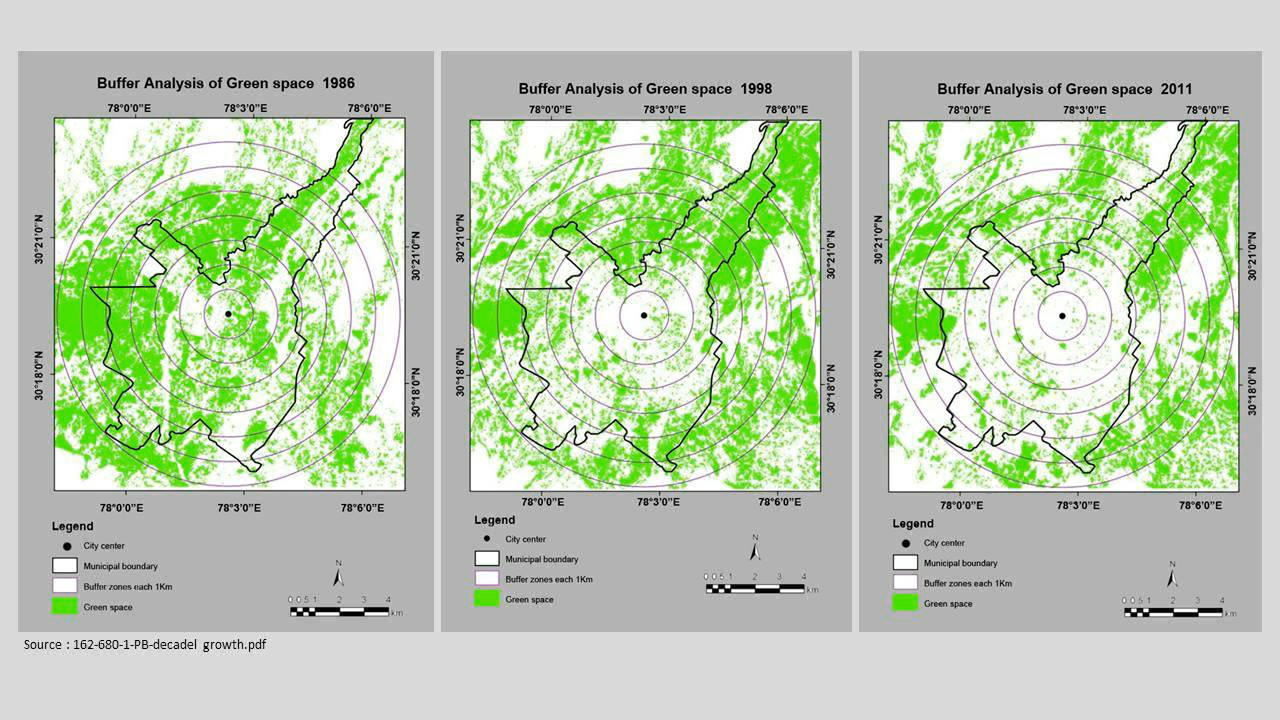 Buffer Analysis of Green space 1986
78°0'0"E 78°3'0"E 78°6'0"E
30°21'0"N
30°21'0"N
30°18'0"N
30°18'0"N
78°0'0"E 78°3'0"E 78°6'0"E
Legend
City center
Municipal boundary
Buffer zones each 1Km
Green space
N
0 0.5 1 2 3 4
km
Buffer Analysis of Green space 1998
78°0'0"E 78°3'0"E 78°6'0"E
30°21'0"N
30°21'0"N
30°18'0"N
30°18'0"N
78°0'0"E 78°3'0"E 78°6'0"E
Legend
City center
Municipal boundary
Buffer zones each 1Km
Green space
N
0 0.5 1 2 3 4
km
Buffer Analysis of Green space 2011
78°0'0"E 78°3'0"E 78°6'0"E
30°21'0"N
30°21'0"N
30°18'0"N
30°18'0"N
78°0'0"E 78°3'0"E 78°6'0"E
Legend
City center
Municipal boundary
Buffer zones each 1Km
Green space
N
0 0.5 1 2 3 4
km
Source : 162-680-1-PB-decadel growth.pdf